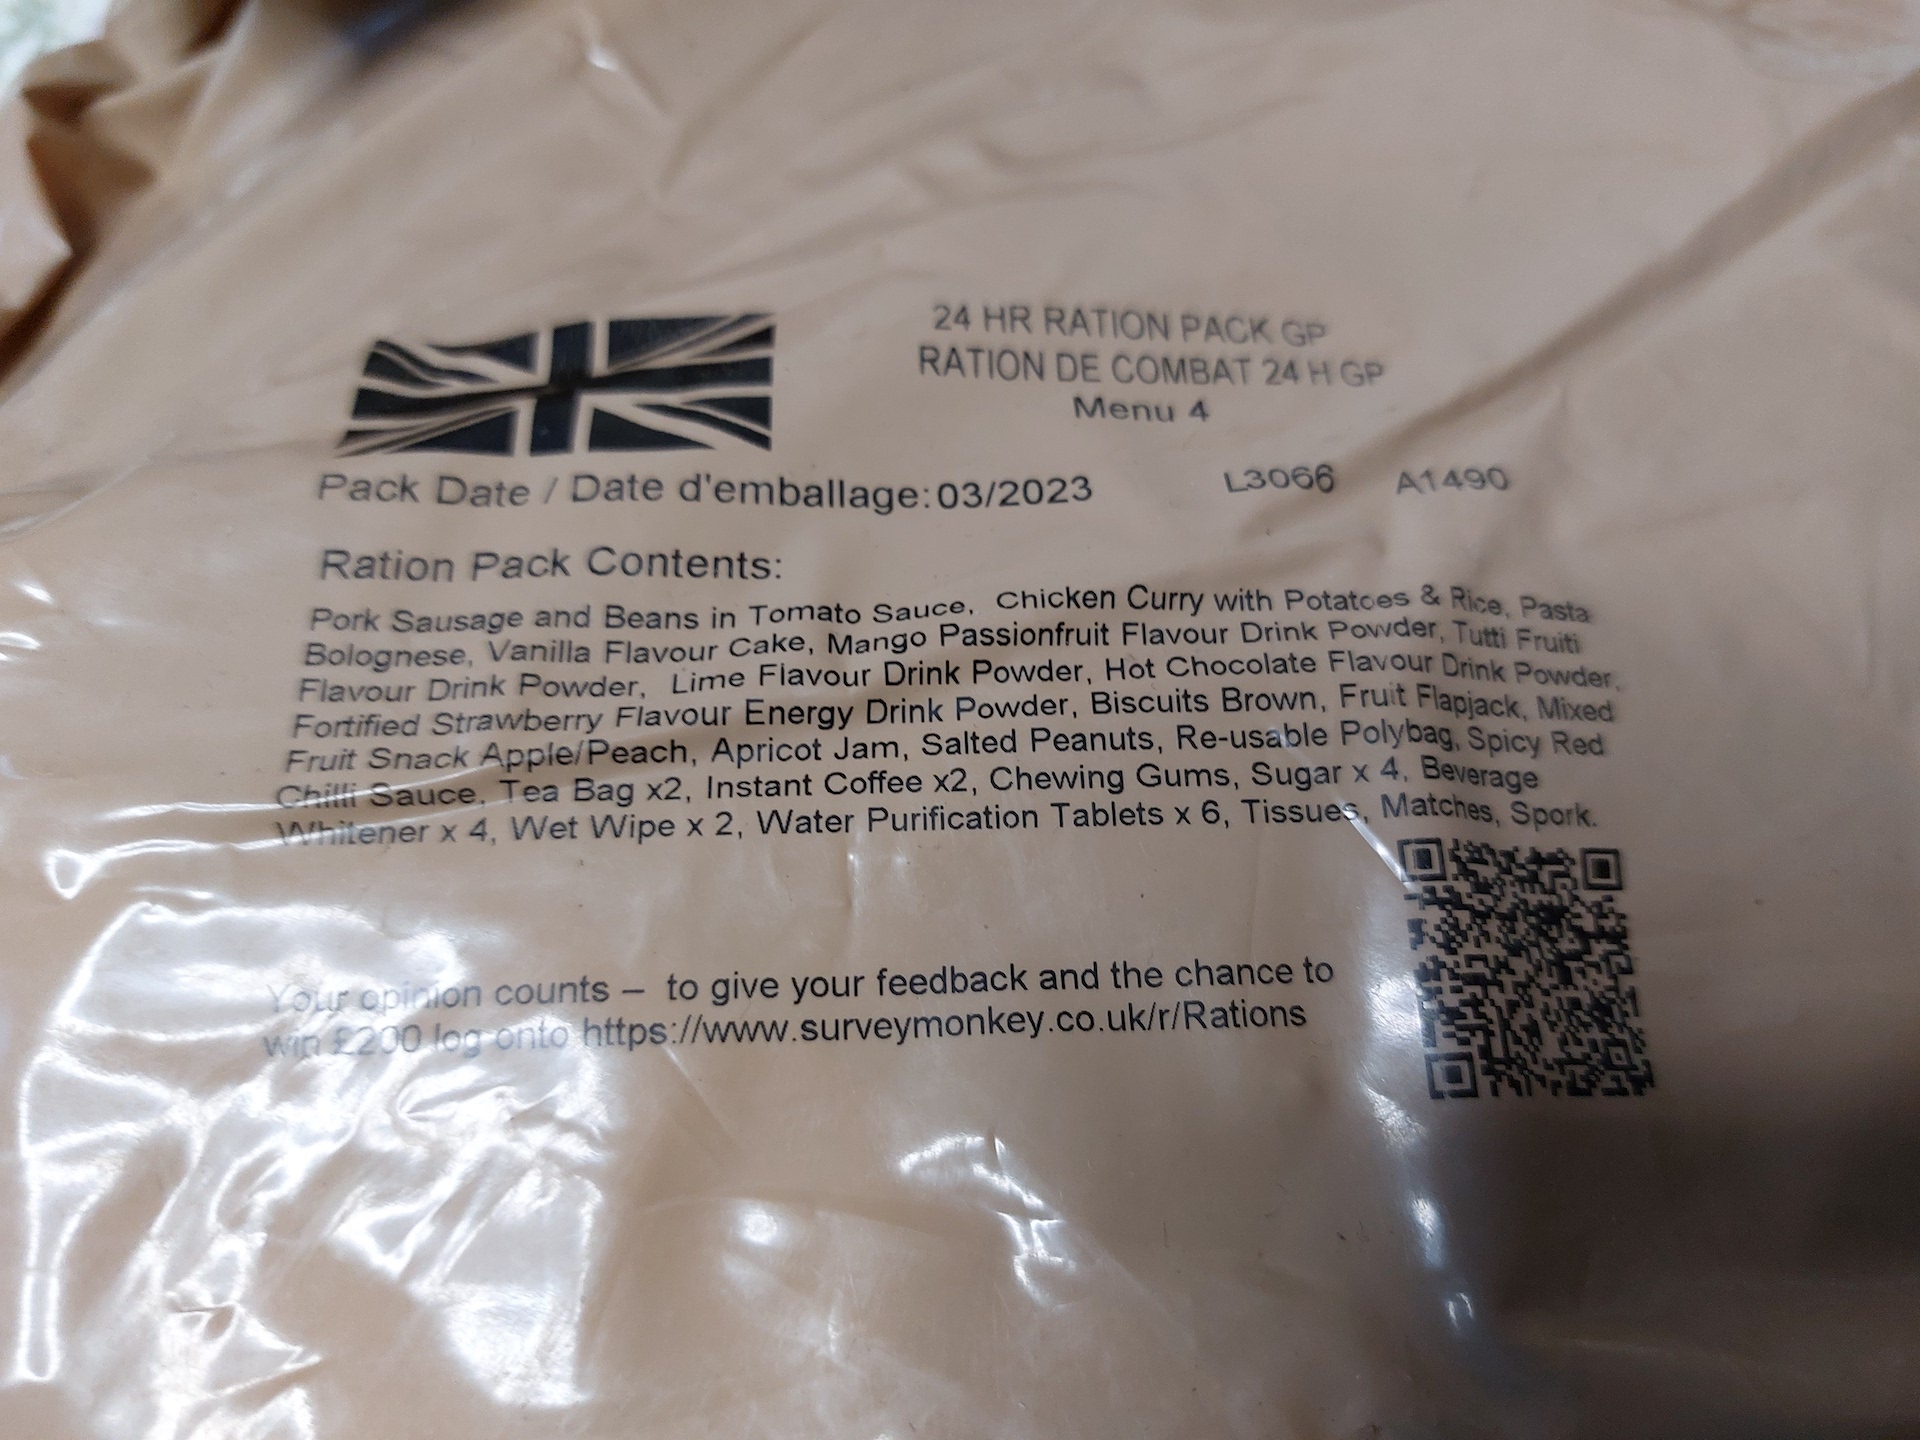 24 HR RATION PACK GP
RATION DE COMBAT 24 H GP
Menu 4
Pack Date / Date d'emballage: 03/2023 L3066 A1490
Ration Pack Contents:
Pork Sausage and Beans in Tomato Sauce, Chicken Curry with Potatoes & Rice, Pasta
Bolognese, Vanilla Flavour Cake, Mango Passionfruit Flavour Drink Powder, Tutti Fruiti
Flavour Drink Powder, Lime Flavour Drink Powder, Hot Chocolate Flavour Drink Powder,
Fortified Strawberry Flavour Energy Drink Powder, Biscuits Brown, Fruit Flapjack, Mixed
Fruit Snack Apple/Peach, Apricot Jam, Salted Peanuts, Re-usable Polybag, Spicy Red
Chilli Sauce, Tea Bag x2, Instant Coffee x2, Chewing Gums, Sugar x 4, Beverage
Whitener x 4, Wet Wipe x 2, Water Purification Tablets x 6, Tissues, Matches, Spork.
Your opinion counts – to give your feedback and the chance to
win £200 log onto https://www.surveymonkey.co.uk/r/Rations